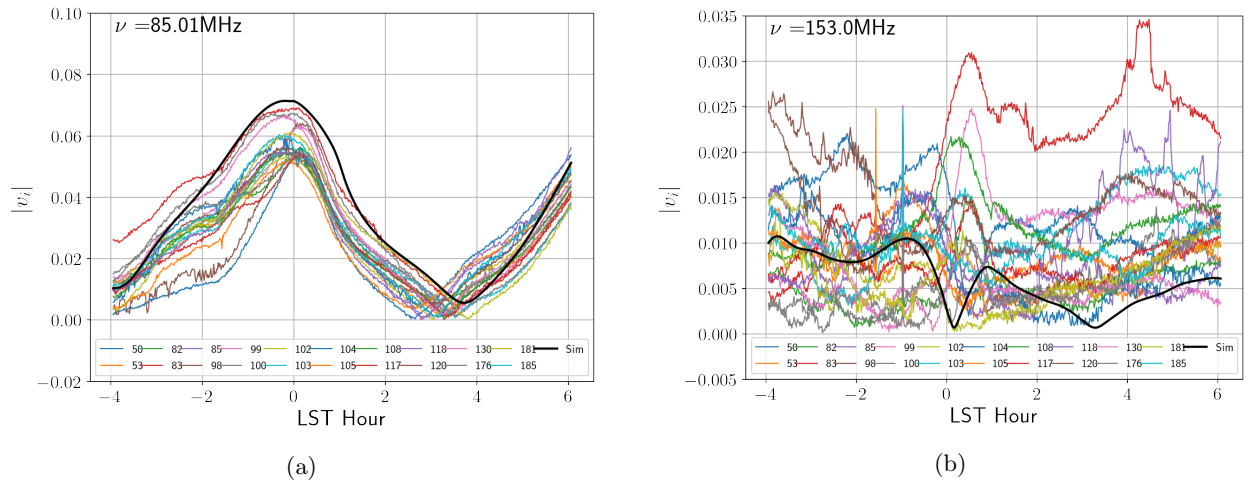 ν =85.01MHz
0.10
0.08
0.06
0.04
0.02
0.00
−0.02
|v_i|
50 82 85 99 102 104 108 118 130 181 Sim
53 83 98 100 103 105 117 120 176 185
−4 −2 0 2 4 6
LST Hour
(a)
ν =153.0MHz
0.035
0.030
0.025
0.020
0.015
0.010
0.005
0.000
−0.005
|v_i|
50 82 85 99 102 104 108 118 130 181 Sim
53 83 98 100 103 105 117 120 176 185
−4 −2 0 2 4 6
LST Hour
(b)